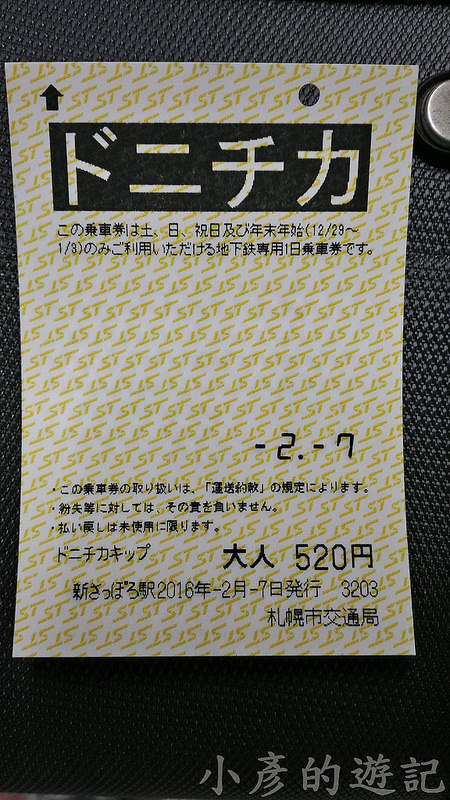 ドニチカ
この乗車券は土、日、祝日及び年末年始(12/29～
1/3)のみご利用いただける地下鉄専用1日乗車券です。
-2.-7
・この乗車券の取り扱いは、「運送約款」の規定によります。
・紛失等に対しては、その責を負いません。
・払い戻しは未使用に限ります。
ドニチカキップ 大人 520円
新さっぽろ駅2016年-2月-7日発行 3203
札幌市交通局
小彥的遊記